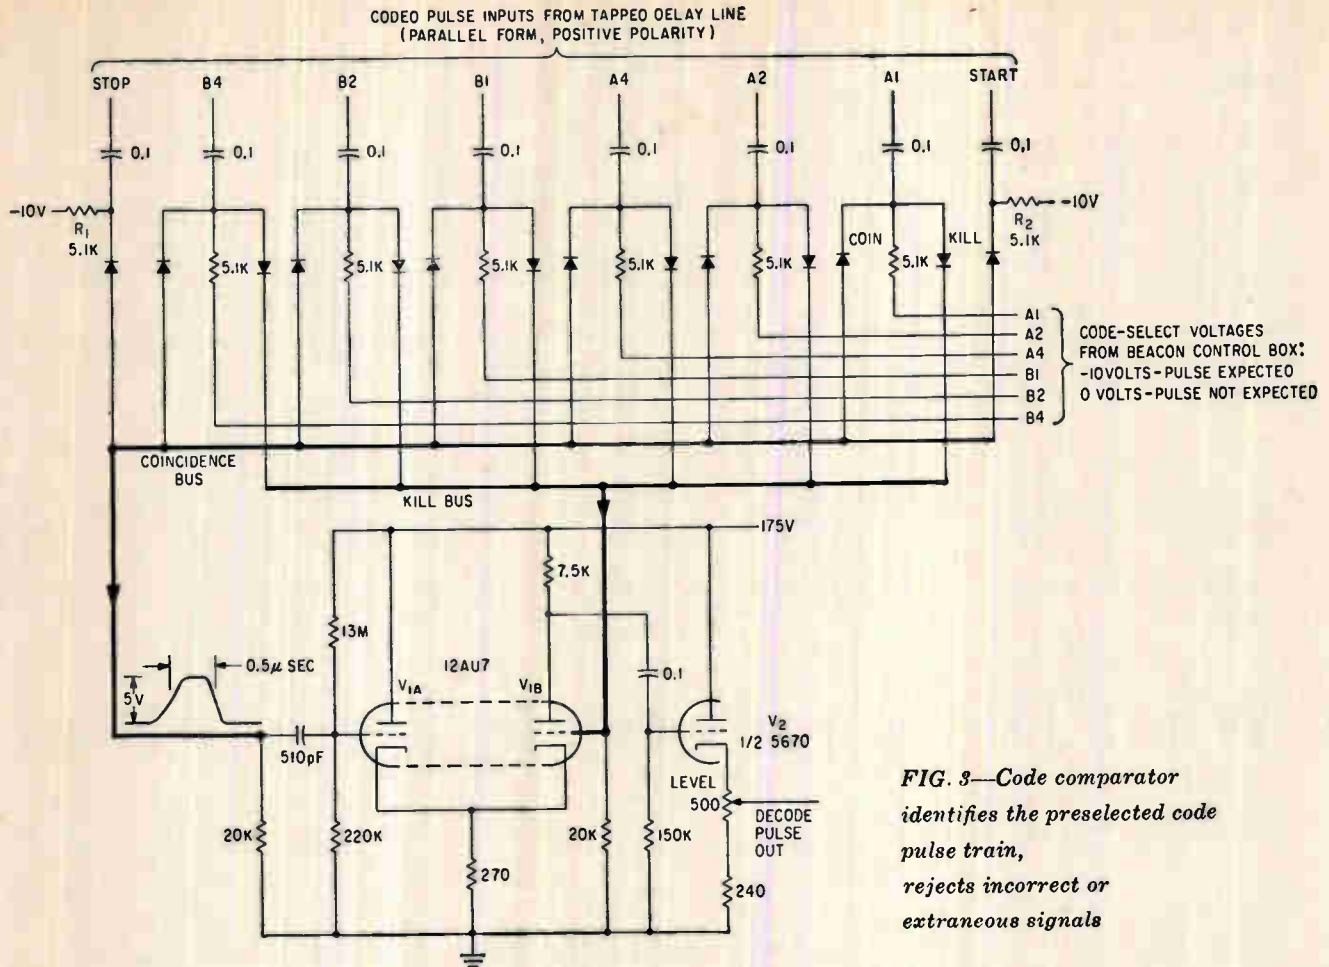 CODED PULSE INPUTS FROM TAPPED DELAY LINE
(PARALLEL FORM, POSITIVE POLARITY)
STOP B4 B2 B1 A4 A2 A1 START
0.1 0.1 0.1 0.1 0.1 0.1 0.1 0.1
-10V R1 5.1K
R2 5.1K -10V
COIN KILL
5.1K 5.1K 5.1K 5.1K 5.1K 5.1K
A1
A2
A4
B1
B2
B4
CODE-SELECT VOLTAGES
FROM BEACON CONTROL BOX:
-10VOLTS-PULSE EXPECTED
0 VOLTS-PULSE NOT EXPECTED
COINCIDENCE
BUS
KILL BUS
175V
7.5K
13M
0.5μ SEC
12AU7
0.1
5V
V1A V1B
V2
1/2 5670
510pF
LEVEL
500
DECODE
PULSE
OUT
20K 220K 270 20K 150K 240
FIG. 3—Code comparator
identifies the preselected code
pulse train,
rejects incorrect or
extraneous signals